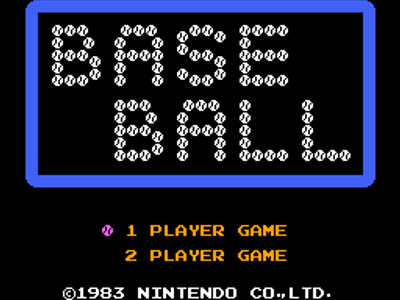 BASE
BALL
1 PLAYER GAME
2 PLAYER GAME
©1983 NINTENDO CO.,LTD.